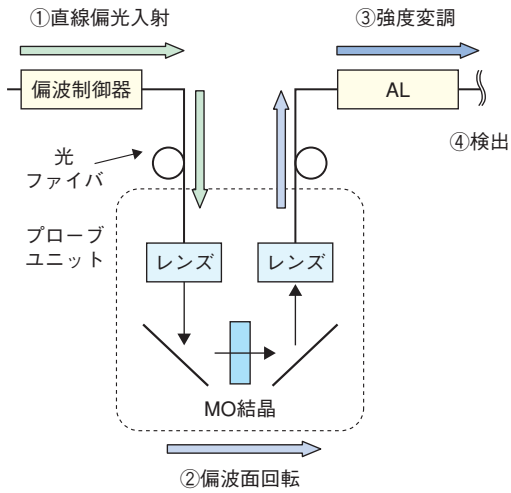 ①直線偏光入射
③強度変調
偏波制御器
AL
④検出
光
ファイバ
プローブ
ユニット
レンズ
レンズ
MO結晶
②偏波面回転